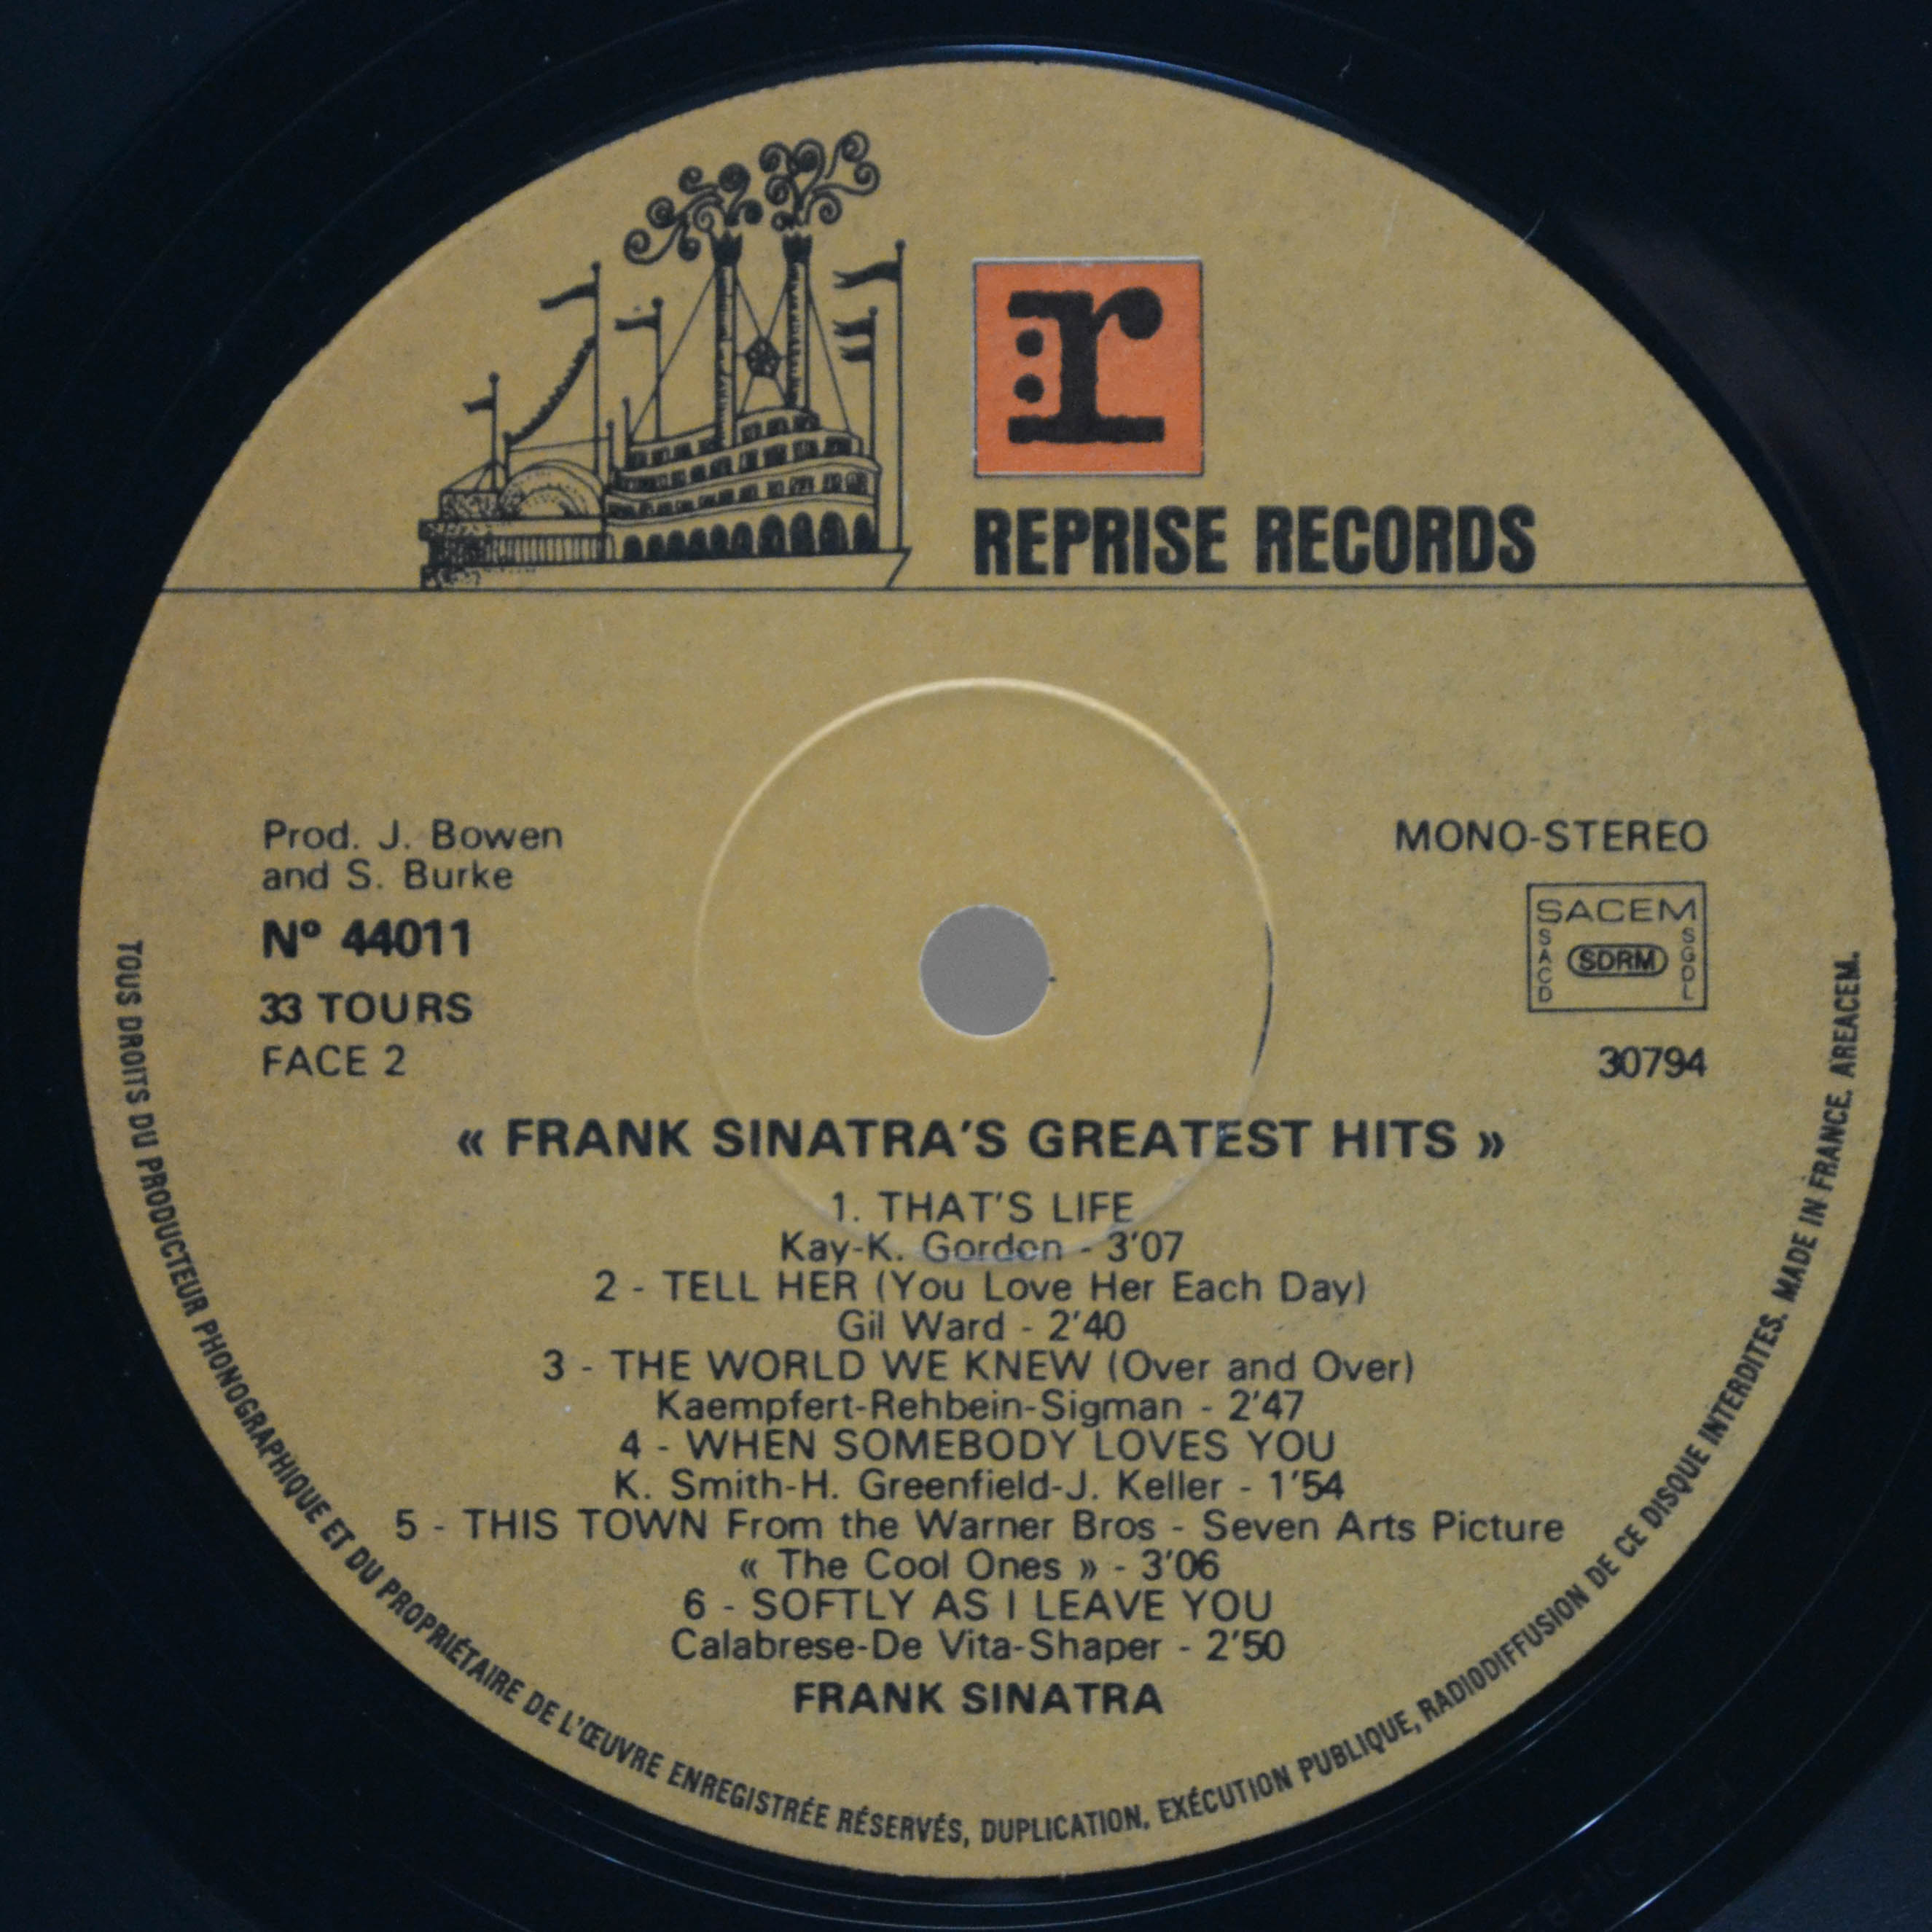 r
REPRISE RECORDS
Prod. J. Bowen
and S. Burke
Nº 44011
33 TOURS
FACE 2
MONO-STEREO
SACEM
SACD
SDRM
SGDL
30794
« FRANK SINATRA'S GREATEST HITS »
1. THAT'S LIFE
Kay-K. Gordon - 3'07
2 - TELL HER (You Love Her Each Day)
Gil Ward - 2'40
3 - THE WORLD WE KNEW (Over and Over)
Kaempfert-Rehbein-Sigman - 2'47
4 - WHEN SOMEBODY LOVES YOU
K. Smith-H. Greenfield-J. Keller - 1'54
5 - THIS TOWN From the Warner Bros - Seven Arts Picture
« The Cool Ones » - 3'06
6 - SOFTLY AS I LEAVE YOU
Calabrese-De Vita-Shaper - 2'50
FRANK SINATRA
TOUS DROITS DU PRODUCTEUR PHONOGRAPHIQUE ET DU PROPRIÉTAIRE DE L'ŒUVRE ENREGISTRÉE RÉSERVÉS, DUPLICATION, EXÉCUTION PUBLIQUE, RADIODIFFUSION DE CE DISQUE INTERDITES. MADE IN FRANCE. AREACEM.